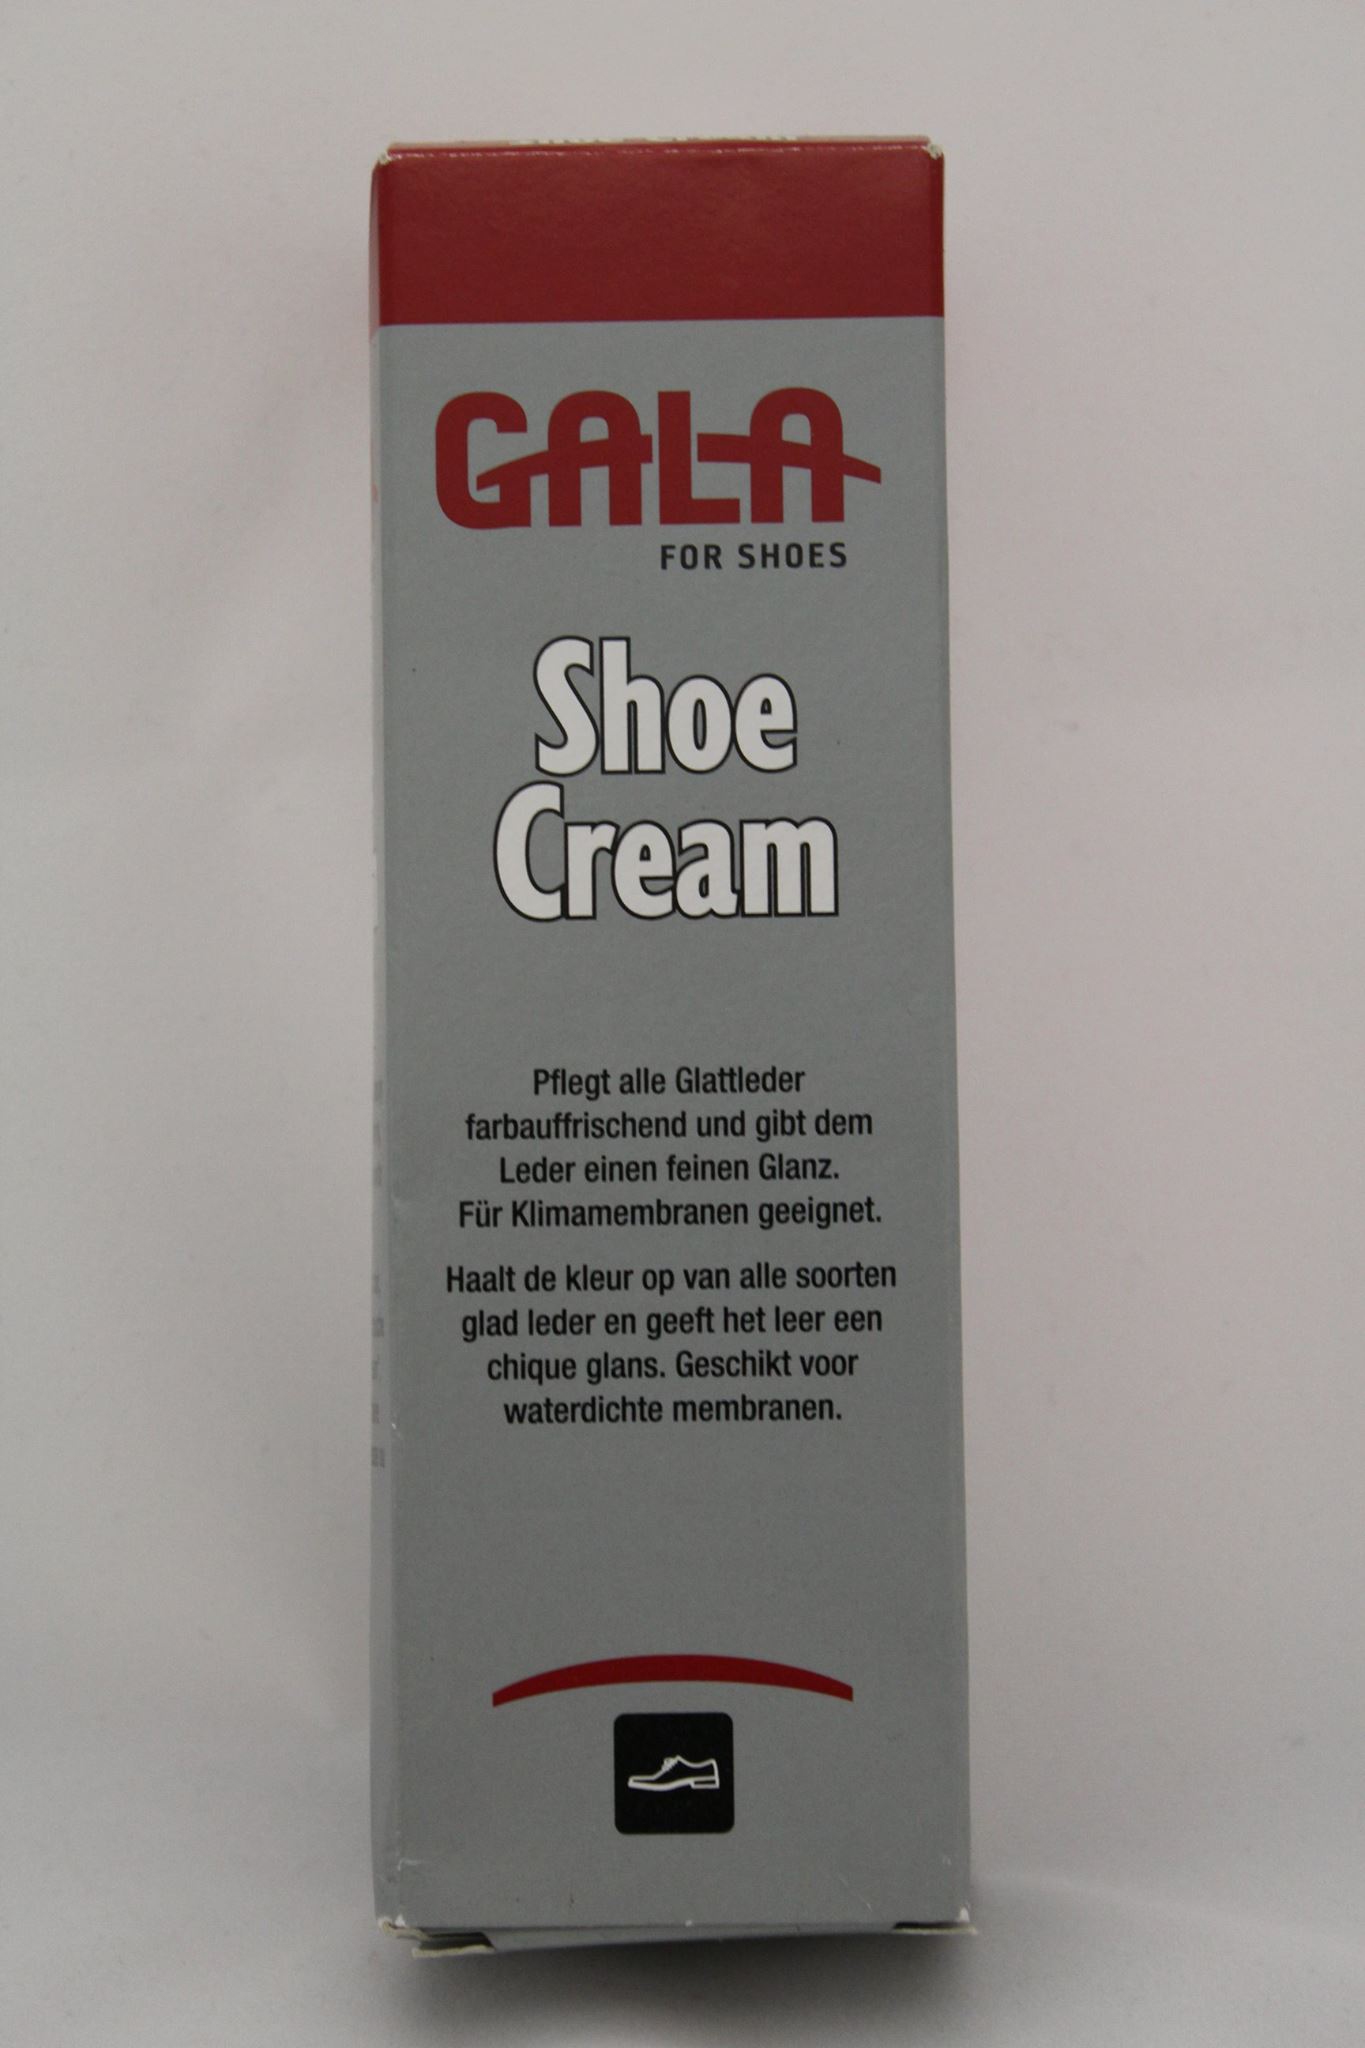 GALA
FOR SHOES
Shoe
Cream
Pflegt alle Glattleder
farbauffrischend und gibt dem
Leder einen feinen Glanz.
Für Klimamembranen geeignet.
Haalt de kleur op van alle soorten
glad leder en geeft het leer een
chique glans. Geschikt voor
waterdichte membranen.